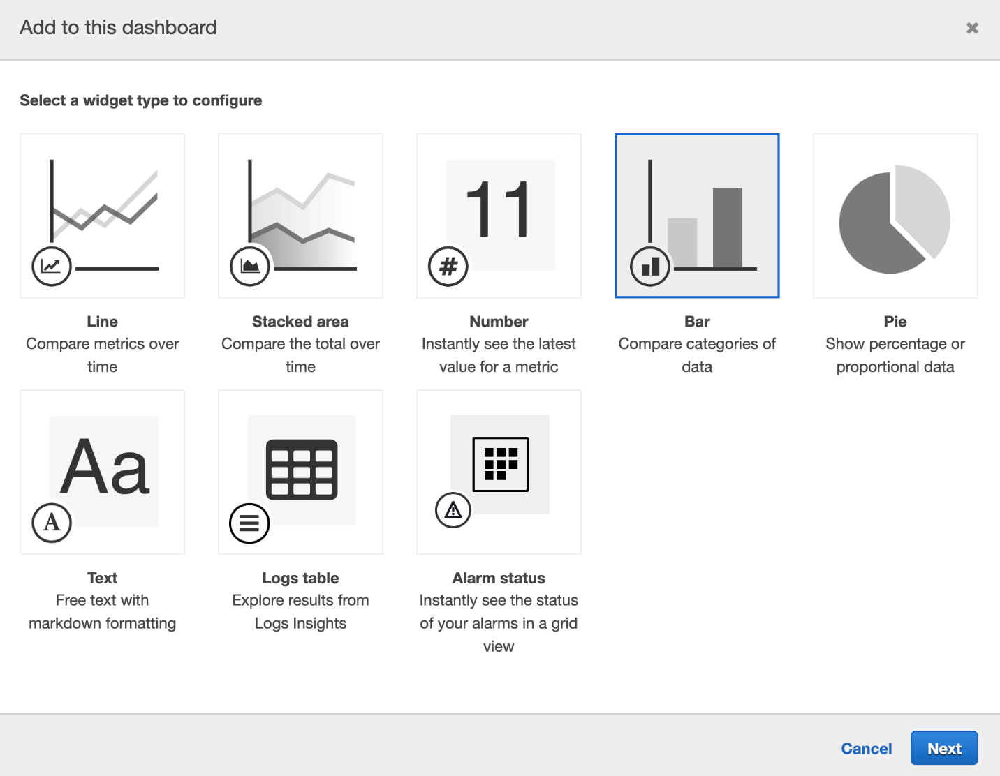 Add to this dashboard
Select a widget type to configure
11
#
Line
Compare metrics over
time
Stacked area
Compare the total over
time
Number
Instantly see the latest
value for a metric
Bar
Compare categories of
data
Pie
Show percentage or
proportional data
Aa
A
Text
Free text with
markdown formatting
Logs table
Explore results from
Logs Insights
Alarm status
Instantly see the status
of your alarms in a grid
view
Cancel
Next